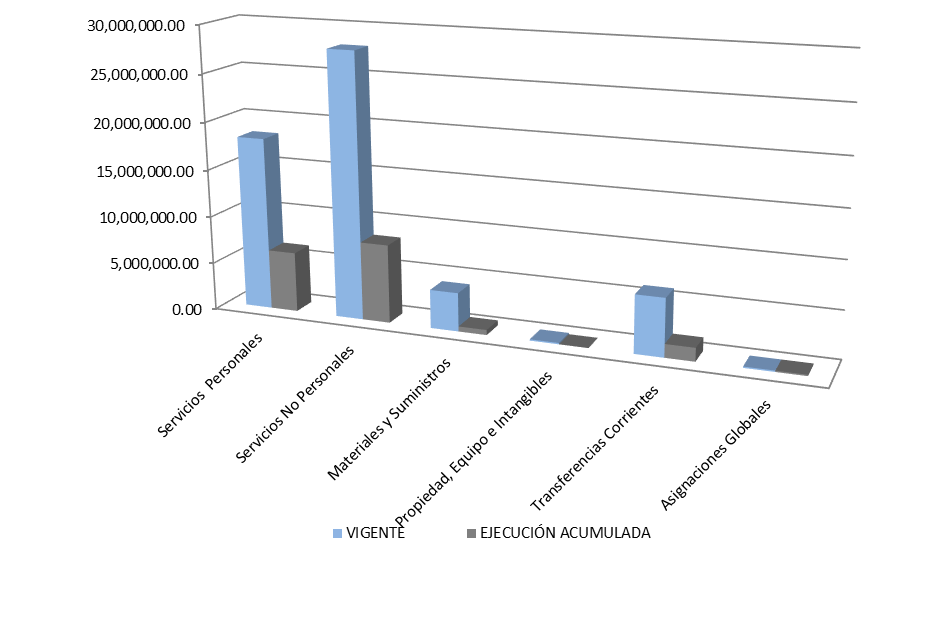 30,000,000.00
25,000,000.00
20,000,000.00
15,000,000.00
10,000,000.00
5,000,000.00
0.00
Servicios Personales
Servicios No Personales
Materiales y Suministros
Propiedad, Equipo e Intangibles
Transferencias Corrientes
Asignaciones Globales
VIGENTE
EJECUCIÓN ACUMULADA